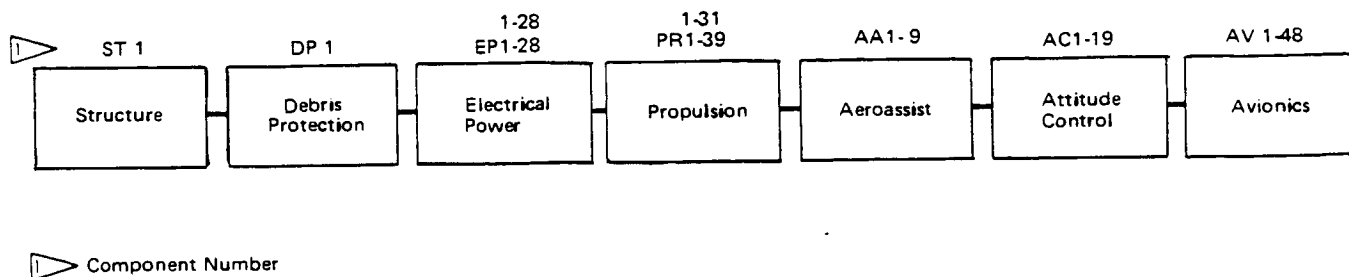 1-28
1-31
1
ST 1
DP 1
EP1-28
PR1-39
AA1-9
AC1-19
AV 1-48
Structure
Debris
Protection
Electrical
Power
Propulsion
Aeroassist
Attitude
Control
Avionics
1 Component Number